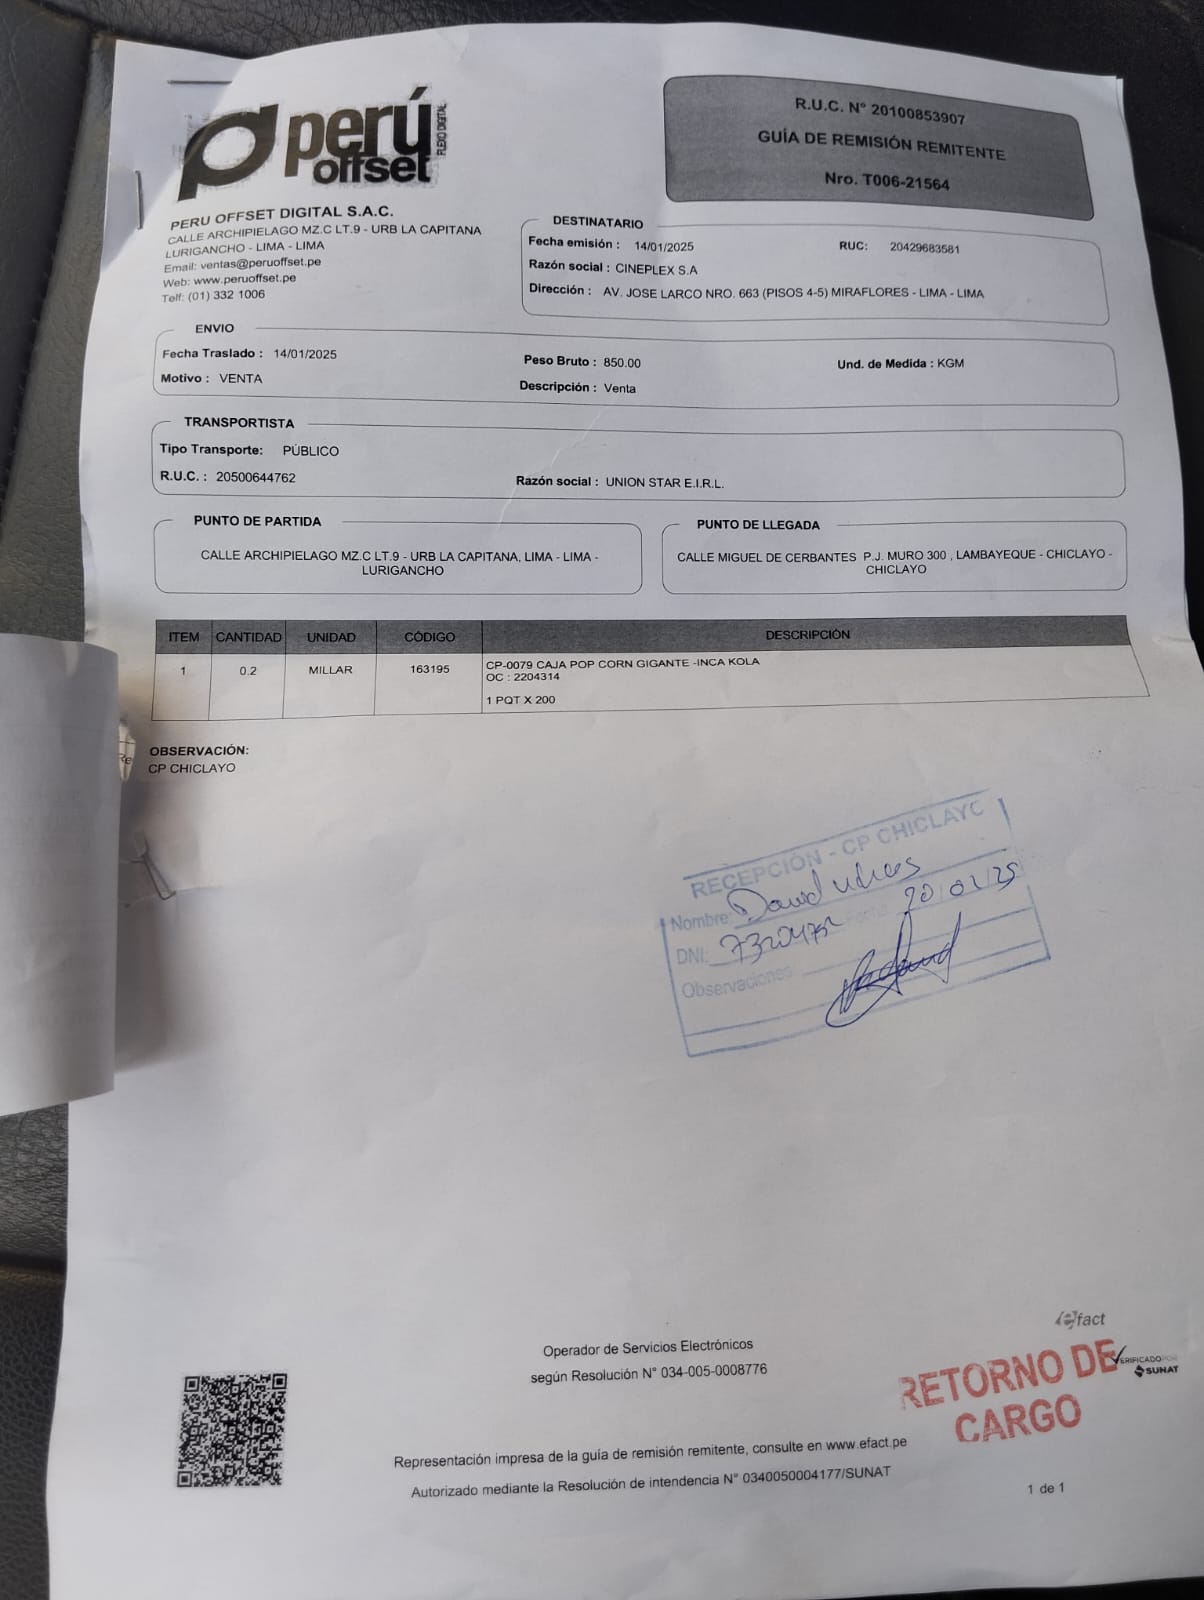 perú
offset
FLEXO DIGITAL
R.U.C. N° 20100853907
GUÍA DE REMISIÓN REMITENTE
Nro. T006-21564
PERU OFFSET DIGITAL S.A.C.
CALLE ARCHIPIELAGO MZ.C LT.9 - URB LA CAPITANA
LURIGANCHO - LIMA - LIMA
Email: ventas@peruoffset.pe
Web: www.peruoffset.pe
Telf: (01) 332 1006
DESTINATARIO
Fecha emisión : 14/01/2025 RUC: 20429683581
Razón social : CINEPLEX S.A
Dirección : AV. JOSE LARCO NRO. 663 (PISOS 4-5) MIRAFLORES - LIMA - LIMA
ENVIO
Fecha Traslado : 14/01/2025 Peso Bruto : 850.00 Und. de Medida : KGM
Motivo : VENTA Descripción : Venta
TRANSPORTISTA
Tipo Transporte: PÚBLICO
R.U.C. : 20500644762 Razón social : UNION STAR E.I.R.L.
PUNTO DE PARTIDA
CALLE ARCHIPIELAGO MZ.C LT.9 - URB LA CAPITANA, LIMA - LIMA -
LURIGANCHO
PUNTO DE LLEGADA
CALLE MIGUEL DE CERBANTES P.J. MURO 300 , LAMBAYEQUE - CHICLAYO -
CHICLAYO
ITEM CANTIDAD UNIDAD CÓDIGO DESCRIPCIÓN
1 0.2 MILLAR 163195 CP-0079 CAJA POP CORN GIGANTE -INCA KOLA
OC : 2204314
1 PQT X 200
Re
OBSERVACIÓN:
CP CHICLAYO
RECEPCIÓN - CP CHICLAYO
Nombre: David
Fecha 20/01/25
DNI:
Observaciones
Operador de Servicios Electrónicos
según Resolución N° 034-005-0008776
efact
VERIFICADO POR
SUNAT
RETORNO DE
CARGO
Representación impresa de la guía de remisión remitente, consulte en www.efact.pe
Autorizado mediante la Resolución de intendencia N° 0340050004177/SUNAT
1 de 1